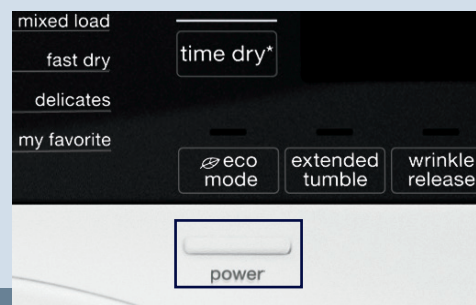 mixed load
fast dry
delicates
my favorite
time dry*
eco
mode
extended
tumble
wrinkle
release
power